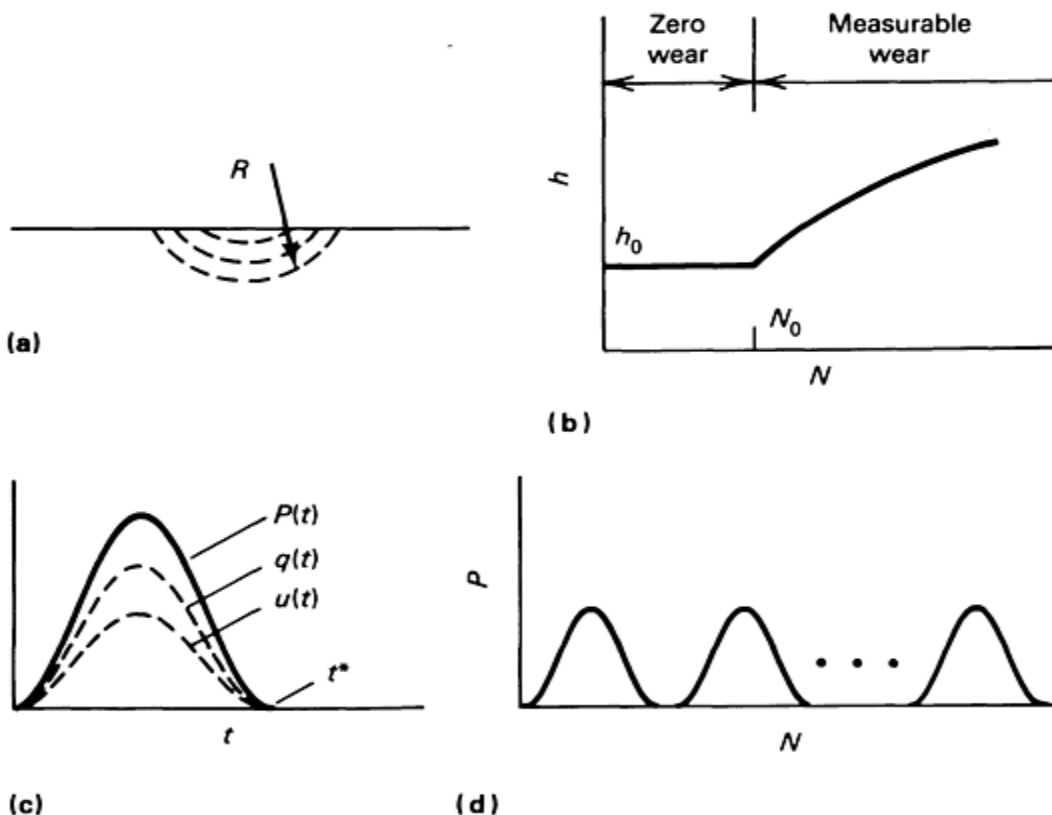 R
(a)
Zero wear
Measurable wear
h
h₀
N₀
N
(b)
P(t)
q(t)
u(t)
t*
t
(c)
P
N
(d)